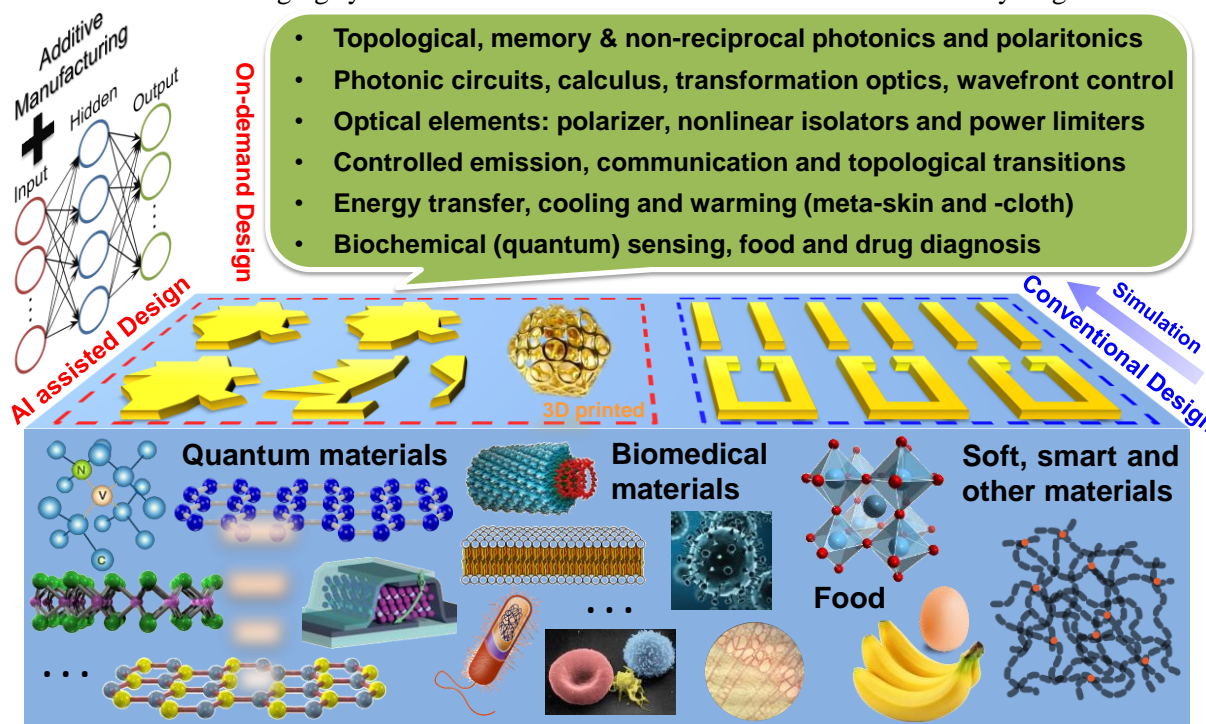 Additive
Manufacturing
Hidden
Output
Input
On-demand Design
• Topological, memory & non-reciprocal photonics and polaritonics
• Photonic circuits, calculus, transformation optics, wavefront control
• Optical elements: polarizer, nonlinear isolators and power limiters
• Controlled emission, communication and topological transitions
• Energy transfer, cooling and warming (meta-skin and -cloth)
• Biochemical (quantum) sensing, food and drug diagnosis
AI assisted Design
3D printed
Simulation
Conventional Design
Quantum materials
N
V
C
...
Biomedical
materials
...
Food
Soft, smart and
other materials